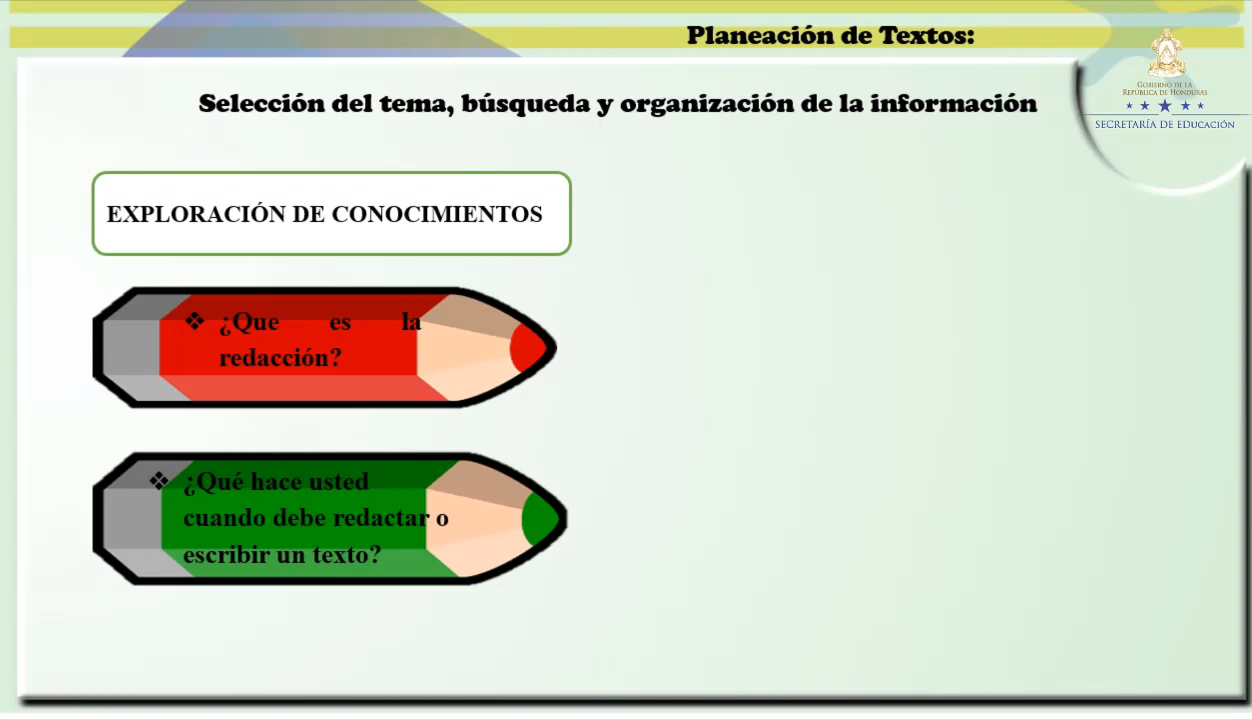 Planeación de Textos:
GOBIERNO DE LA
REPÚBLICA DE HONDURAS
SECRETARÍA DE EDUCACIÓN
Selección del tema, búsqueda y organización de la información
EXPLORACIÓN DE CONOCIMIENTOS
❖ ¿Que es la
redacción?
❖ ¿Qué hace usted
cuando debe redactar o
escribir un texto?